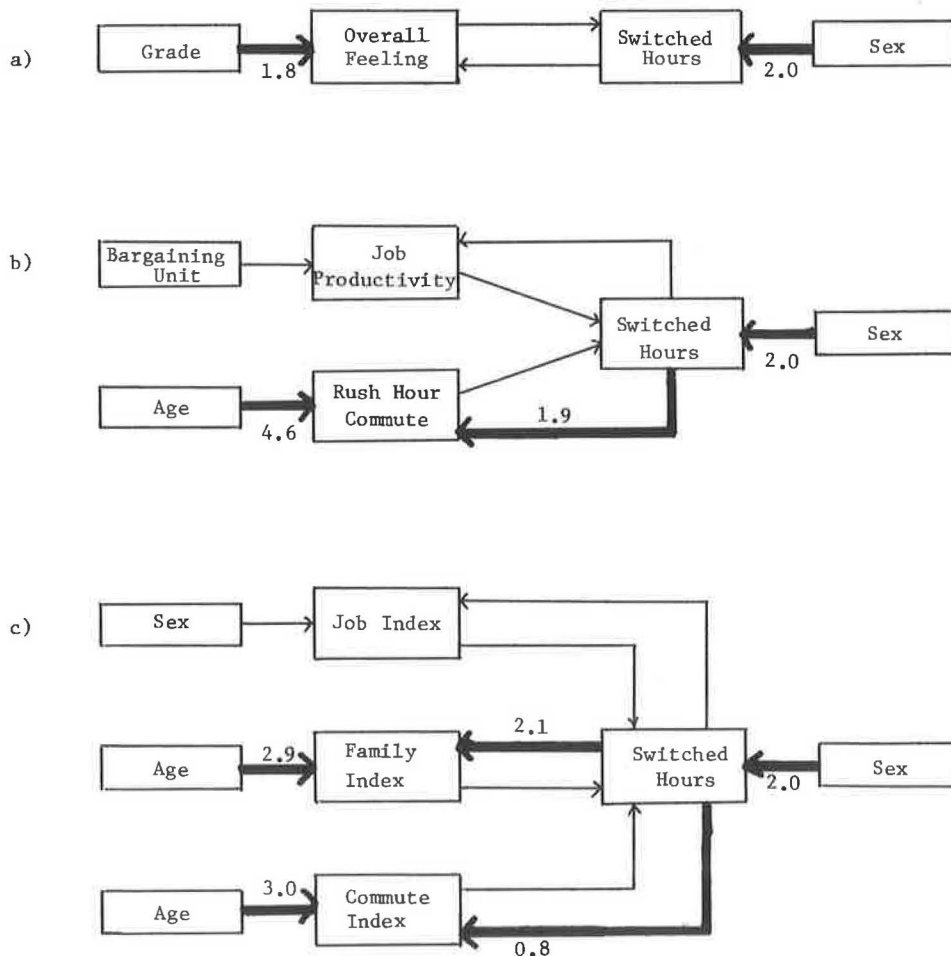 a)
Grade
1.8
Overall
Feeling
Switched
Hours
2.0
Sex
b)
Bargaining
Unit
Job
Productivity
Switched
Hours
2.0
Sex
Age
4.6
Rush Hour
Commute
1.9
c)
Sex
Job Index
Age
2.9
Family
Index
2.1
Switched
Hours
2.0
Sex
Age
3.0
Commute
Index
0.8